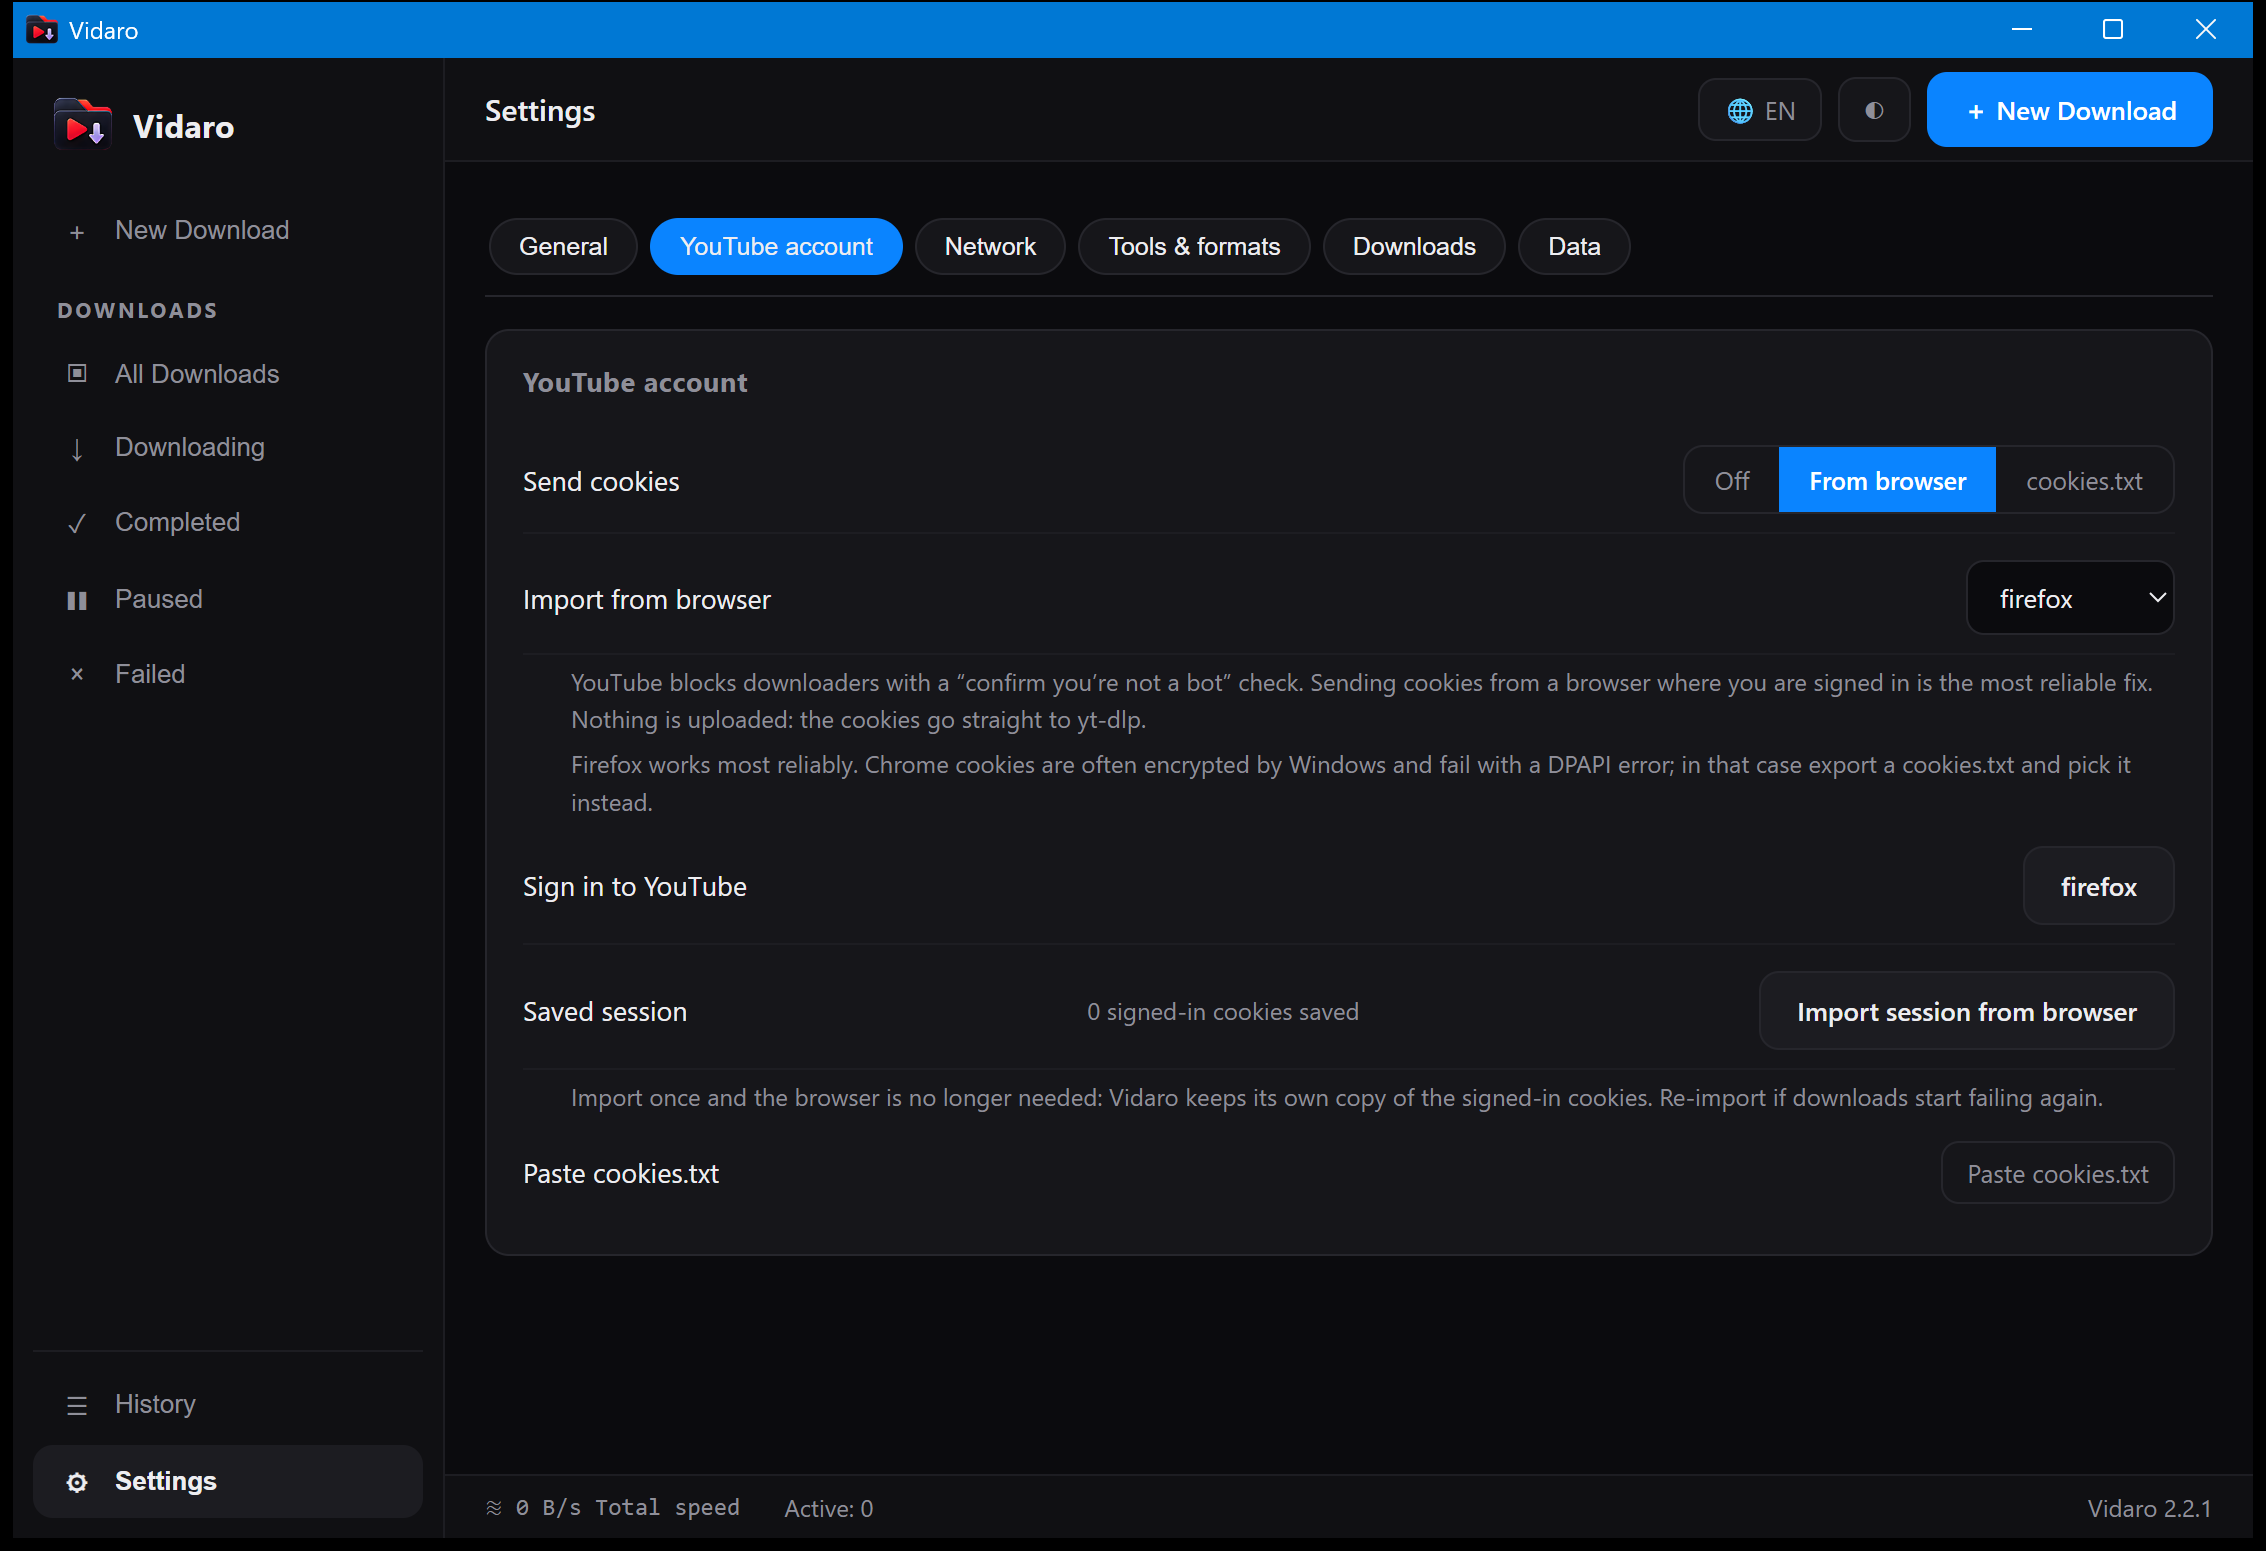 Vidaro
Vidaro
Settings
EN
+ New Download
+ New Download
DOWNLOADS
All Downloads
Downloading
Completed
Paused
Failed
General
YouTube account
Network
Tools & formats
Downloads
Data
YouTube account
Send cookies
Off
From browser
cookies.txt
Import from browser
firefox
YouTube blocks downloaders with a “confirm you’re not a bot” check. Sending cookies from a browser where you are signed in is the most reliable fix.
Nothing is uploaded: the cookies go straight to yt-dlp.
Firefox works most reliably. Chrome cookies are often encrypted by Windows and fail with a DPAPI error; in that case export a cookies.txt and pick it
instead.
Sign in to YouTube
firefox
Saved session
0 signed-in cookies saved
Import session from browser
Import once and the browser is no longer needed: Vidaro keeps its own copy of the signed-in cookies. Re-import if downloads start failing again.
Paste cookies.txt
Paste cookies.txt
History
Settings
≈ 0 B/s Total speed
Active: 0
Vidaro 2.2.1